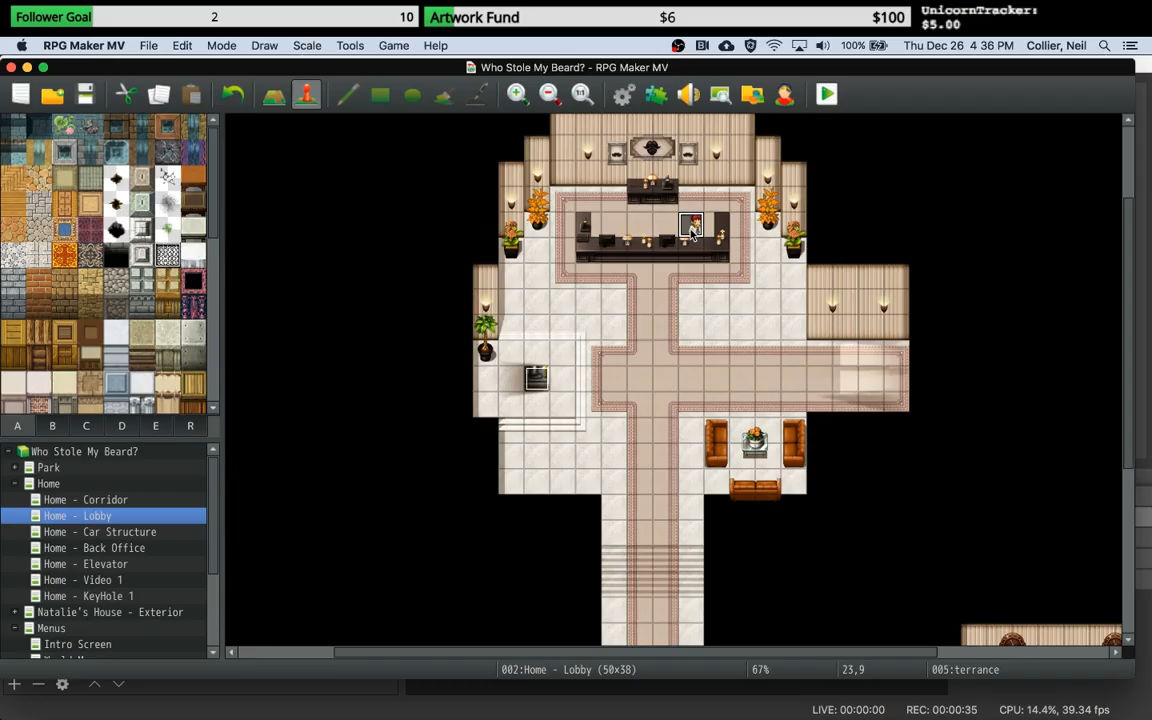 Follower Goal 2 10
Artwork Fund $6 $100
UnicornTracker:
$5.00
RPG Maker MV File Edit Mode Draw Scale Tools Game Help
100% Thu Dec 26 4:36 PM Collier, Neil
Who Stole My Beard? - RPG Maker MV
1:1
A B C D E R
Who Stole My Beard?
Park
Home
Home - Corridor
Home - Lobby
Home - Car Structure
Home - Back Office
Home - Elevator
Home - Video 1
Home - KeyHole 1
Natalie's House - Exterior
Menus
Intro Screen
002:Home - Lobby (50x38) 67% 23,9 005:terrance
LIVE: 00:00:00 REC: 00:00:35 CPU: 14.4%, 39.34 fps